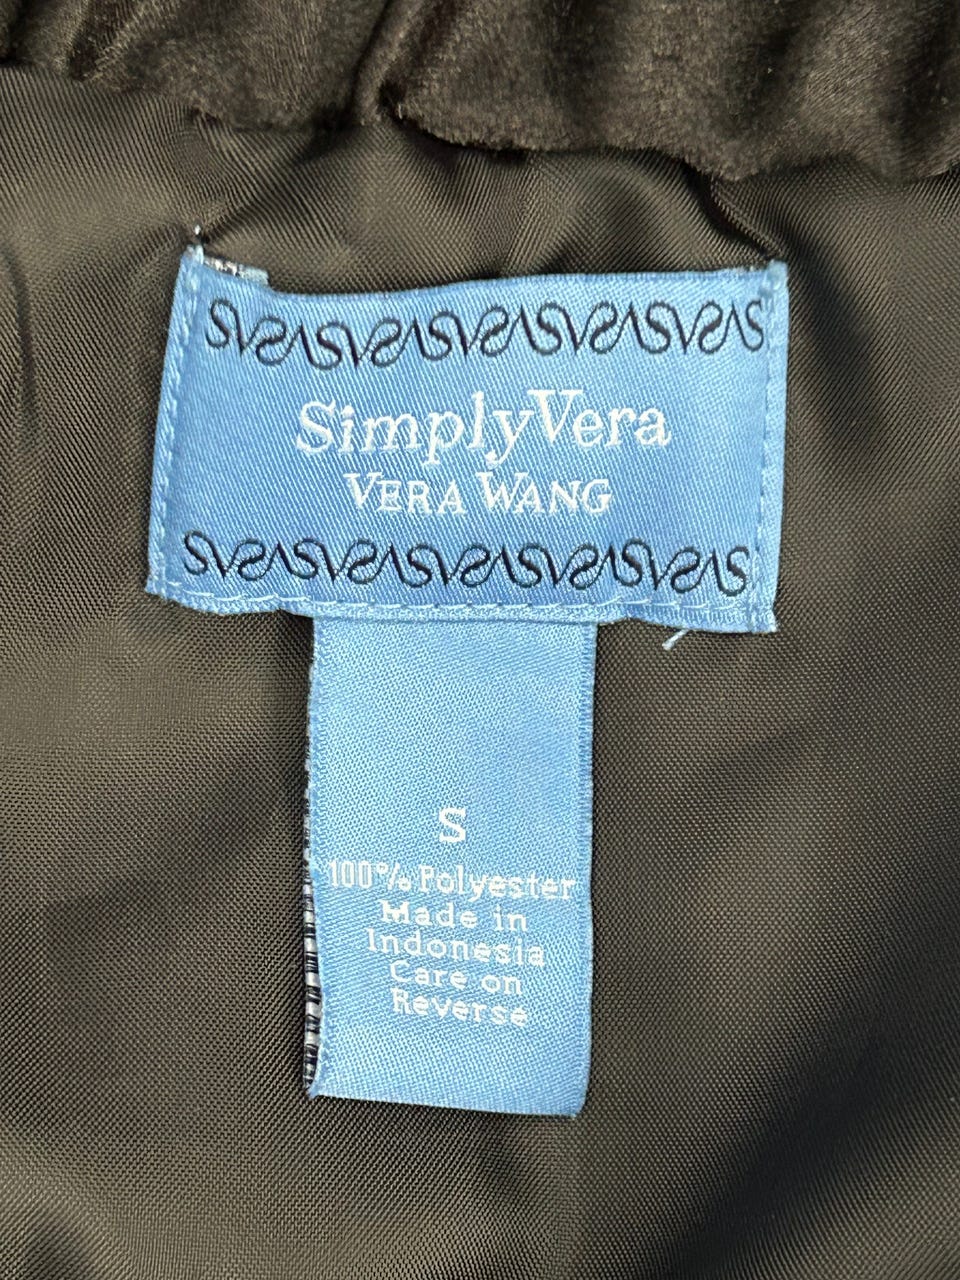 SimplyVera
VERA WANG
S
100% Polyester
Made in
Indonesia
Care on
Reverse